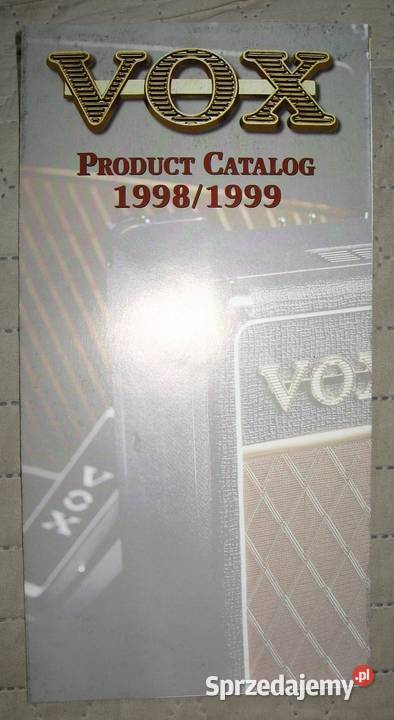 VOX
PRODUCT CATALOG
1998/1999
VOX
VOX
Sprzedajemy.pl